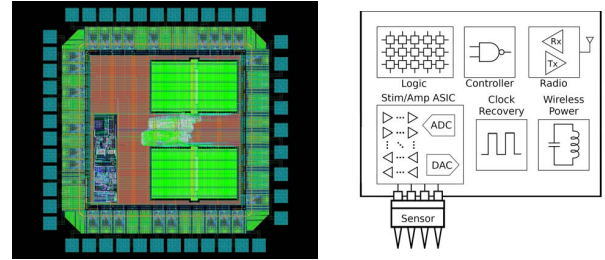 Logic
Controller
Radio
Rx
Tx
Stim/Amp ASIC
ADC
DAC
Clock
Recovery
Wireless
Power
Sensor